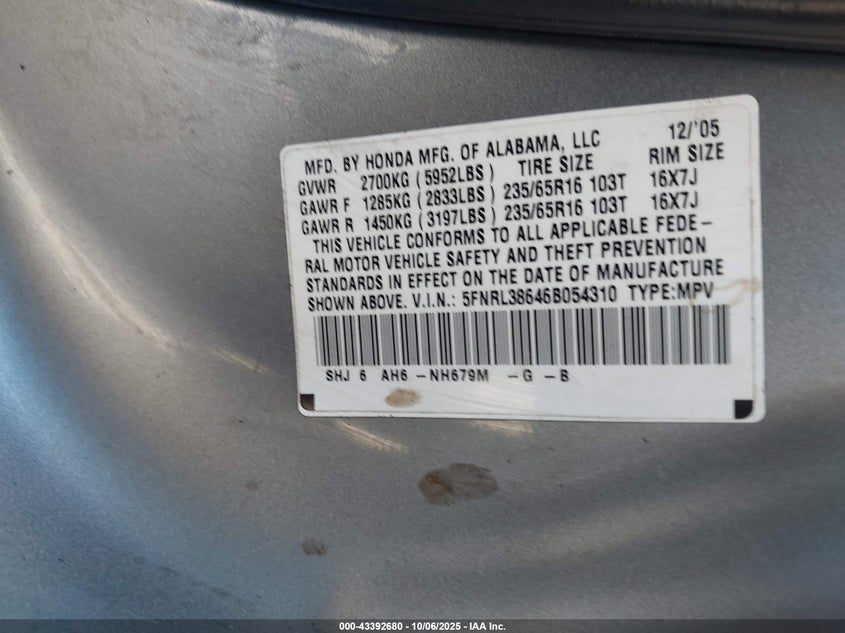 MFD. BY HONDA MFG. OF ALABAMA, LLC 12/'05
GVWR 2700KG ( 5952LBS ) TIRE SIZE RIM SIZE
GAWR F 1285KG ( 2833LBS ) 235/65R16 103T 16X7J
GAWR R 1450KG ( 3197LBS ) 235/65R16 103T 16X7J
THIS VEHICLE CONFORMS TO ALL APPLICABLE FEDE-
RAL MOTOR VEHICLE SAFETY AND THEFT PREVENTION
STANDARDS IN EFFECT ON THE DATE OF MANUFACTURE
SHOWN ABOVE. V.I.N.: 5FNRL38646B054310 TYPE:MPV
SHJ 6 AH6 -NH679M -G -B
000-43392680 - 10/06/2025 - IAA Inc.